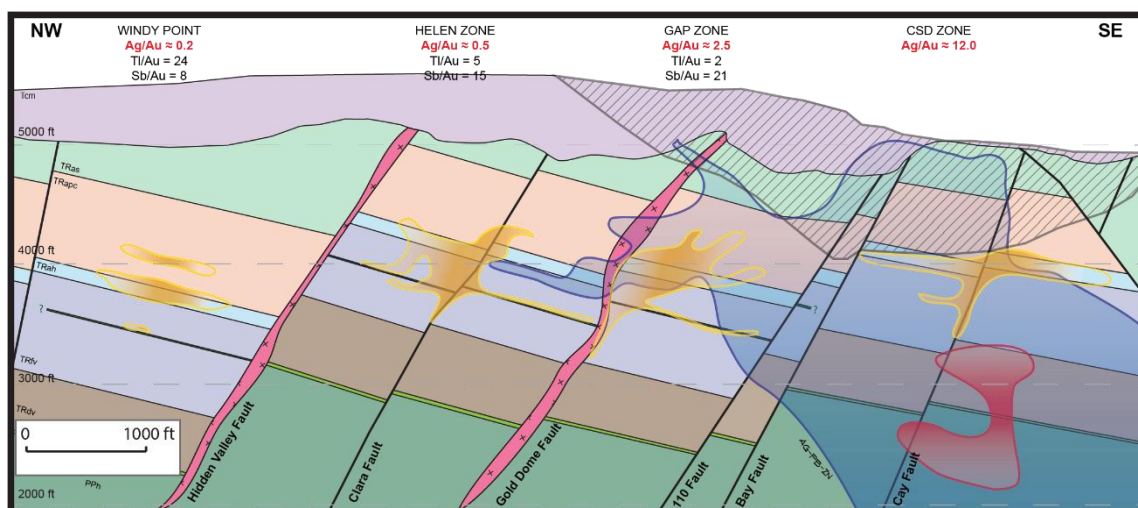 NW
SE
WINDY POINT
Ag/Au ≈ 0.2
Tl/Au = 24
Sb/Au = 8
HELEN ZONE
Ag/Au ≈ 0.5
Tl/Au = 5
Sb/Au = 15
GAP ZONE
Ag/Au ≈ 2.5
Tl/Au = 2
Sb/Au = 21
CSD ZONE
Ag/Au ≈ 12.0
Tcm
5000 ft
TRas
TRapc
4000 ft
TRah
?
?
TRfv
3000 ft
TRdv
0 1000 ft
PPh
2000 ft
Hidden Valley Fault
Clara Fault
Gold Dome Fault
110 Fault
Bay Fault
AG-PB-ZN
Cay Fault